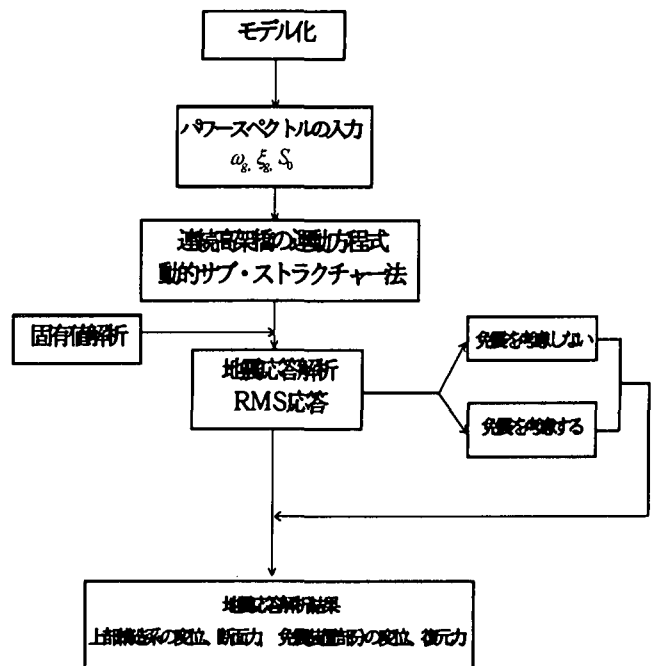 モデル化
パワースペクトルの入力
ω_g, ξ_g, S_0
連続高架橋の運動方程式
動的サブ・ストラクチャー法
固有値解析
地震応答解析
RMS応答
免震を考慮しない
免震を考慮する
地震応答解析結果
上部構造系の変位、断面力; 免震装置部分の変位、復元力